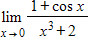 lim x→0 (1 + cos x)/(x³ + 2)